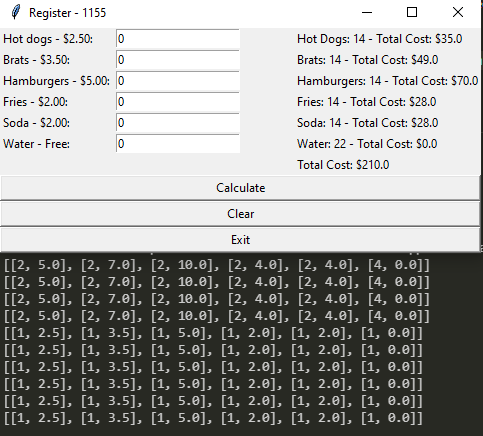 Register - 1155
Hot dogs - $2.50: 0 Hot Dogs: 14 - Total Cost: $35.0
Brats - $3.50: 0 Brats: 14 - Total Cost: $49.0
Hamburgers - $5.00: 0 Hamburgers: 14 - Total Cost: $70.0
Fries - $2.00: 0 Fries: 14 - Total Cost: $28.0
Soda - $2.00: 0 Soda: 14 - Total Cost: $28.0
Water - Free: 0 Water: 22 - Total Cost: $0.0
Total Cost: $210.0
Calculate
Clear
Exit
[[2, 5.0], [2, 7.0], [2, 10.0], [2, 4.0], [2, 4.0], [4, 0.0]]
[[2, 5.0], [2, 7.0], [2, 10.0], [2, 4.0], [2, 4.0], [4, 0.0]]
[[2, 5.0], [2, 7.0], [2, 10.0], [2, 4.0], [2, 4.0], [4, 0.0]]
[[2, 5.0], [2, 7.0], [2, 10.0], [2, 4.0], [2, 4.0], [4, 0.0]]
[[1, 2.5], [1, 3.5], [1, 5.0], [1, 2.0], [1, 2.0], [1, 0.0]]
[[1, 2.5], [1, 3.5], [1, 5.0], [1, 2.0], [1, 2.0], [1, 0.0]]
[[1, 2.5], [1, 3.5], [1, 5.0], [1, 2.0], [1, 2.0], [1, 0.0]]
[[1, 2.5], [1, 3.5], [1, 5.0], [1, 2.0], [1, 2.0], [1, 0.0]]
[[1, 2.5], [1, 3.5], [1, 5.0], [1, 2.0], [1, 2.0], [1, 0.0]]
[[1, 2.5], [1, 3.5], [1, 5.0], [1, 2.0], [1, 2.0], [1, 0.0]]